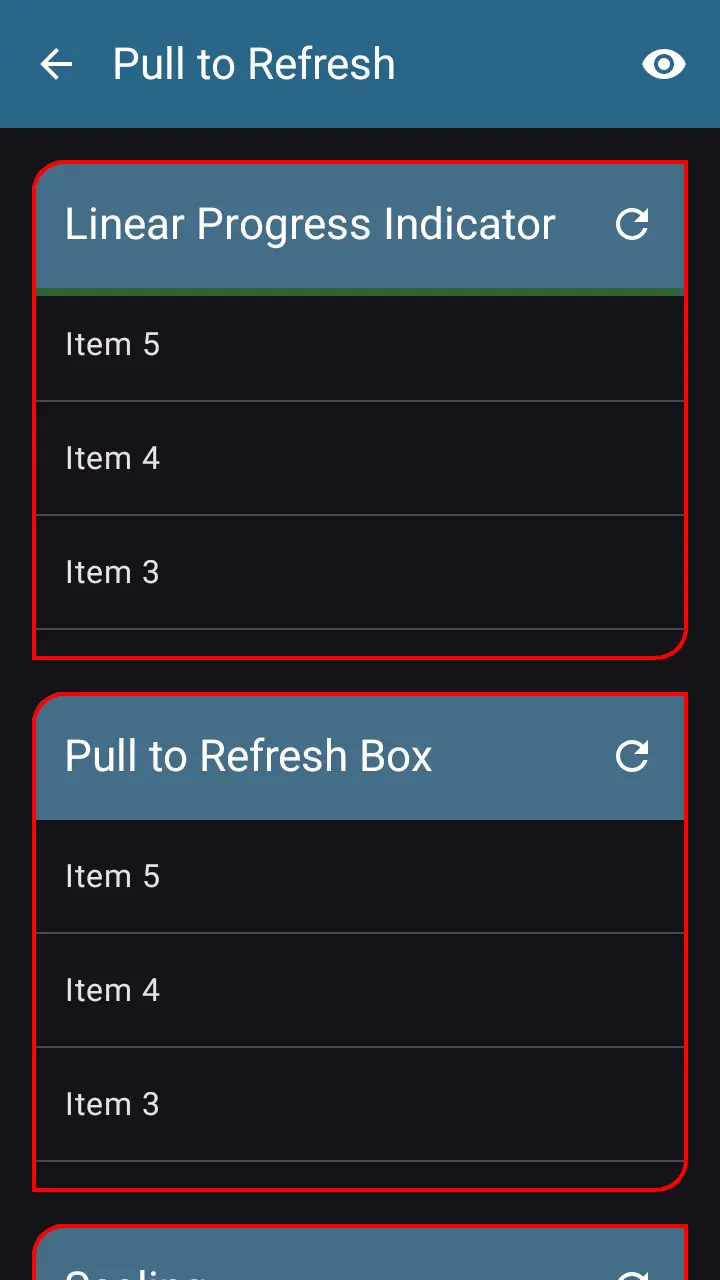 Pull to Refresh
Linear Progress Indicator
Item 5
Item 4
Item 3
Pull to Refresh Box
Item 5
Item 4
Item 3